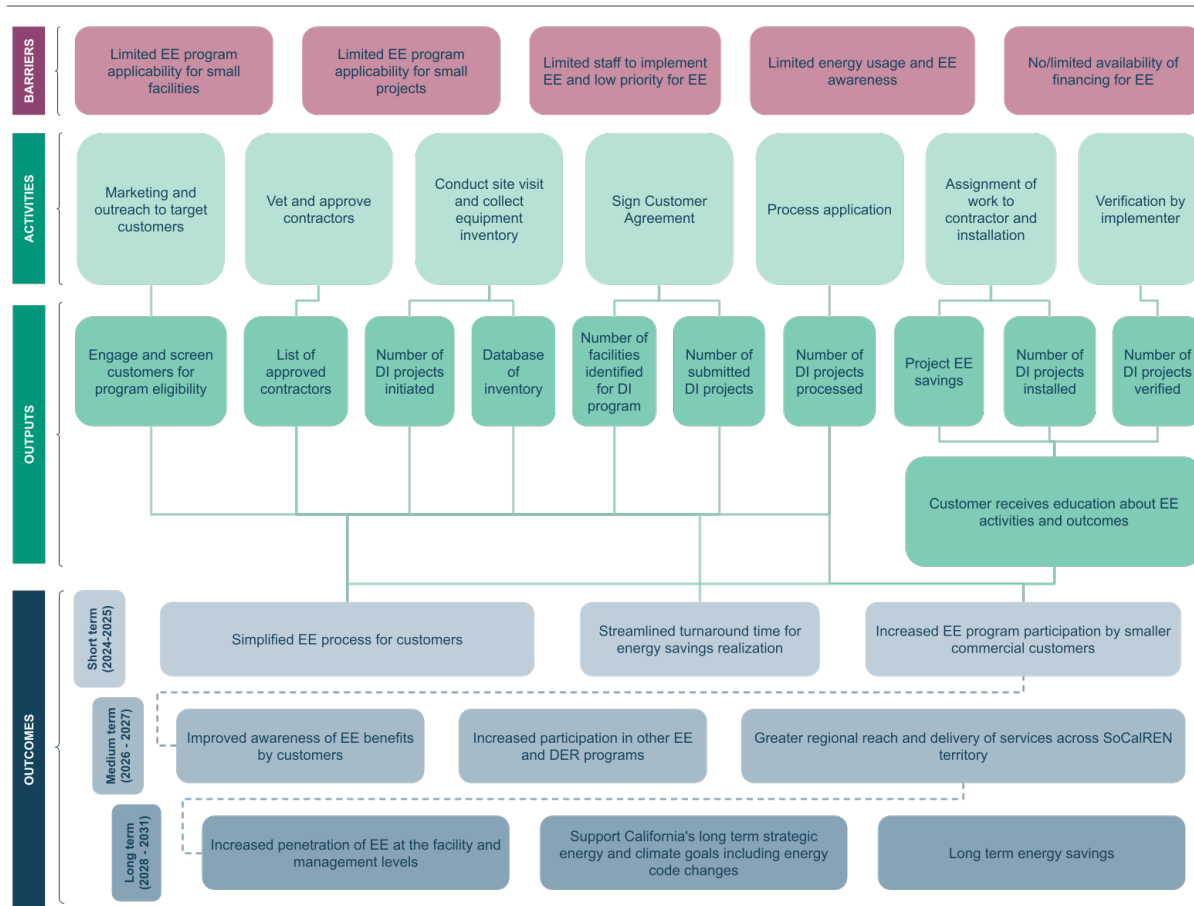 BARRIERS
Limited EE program
applicability for small
facilities
Limited EE program
applicability for small
projects
Limited staff to implement
EE and low priority for EE
Limited energy usage and EE
awareness
No/limited availability of
financing for EE
ACTIVITIES
Marketing and
outreach to target
customers
Vet and approve
contractors
Conduct site visit
and collect
equipment
inventory
Sign Customer
Agreement
Process application
Assignment of
work to
contractor and
installation
Verification by
implementer
OUTPUTS
Engage and screen
customers for
program eligibility
List of
approved
contractors
Number of
DI projects
initiated
Database
of
inventory
Number of
facilities
identified
for DI
program
Number of
submitted
DI projects
Number of
DI projects
processed
Project EE
savings
Number of
DI projects
installed
Number of
DI projects
verified
Customer receives education about EE
activities and outcomes
OUTCOMES
Short term
(2024-2025)
Simplified EE process for customers
Streamlined turnaround time for
energy savings realization
Increased EE program participation by smaller
commercial customers
Medium term
(2026 - 2027)
Improved awareness of EE benefits
by customers
Increased participation in other EE
and DER programs
Greater regional reach and delivery of services across SoCalREN
territory
Long term
(2028 - 2031)
Increased penetration of EE at the facility and
management levels
Support California's long term strategic
energy and climate goals including energy
code changes
Long term energy savings